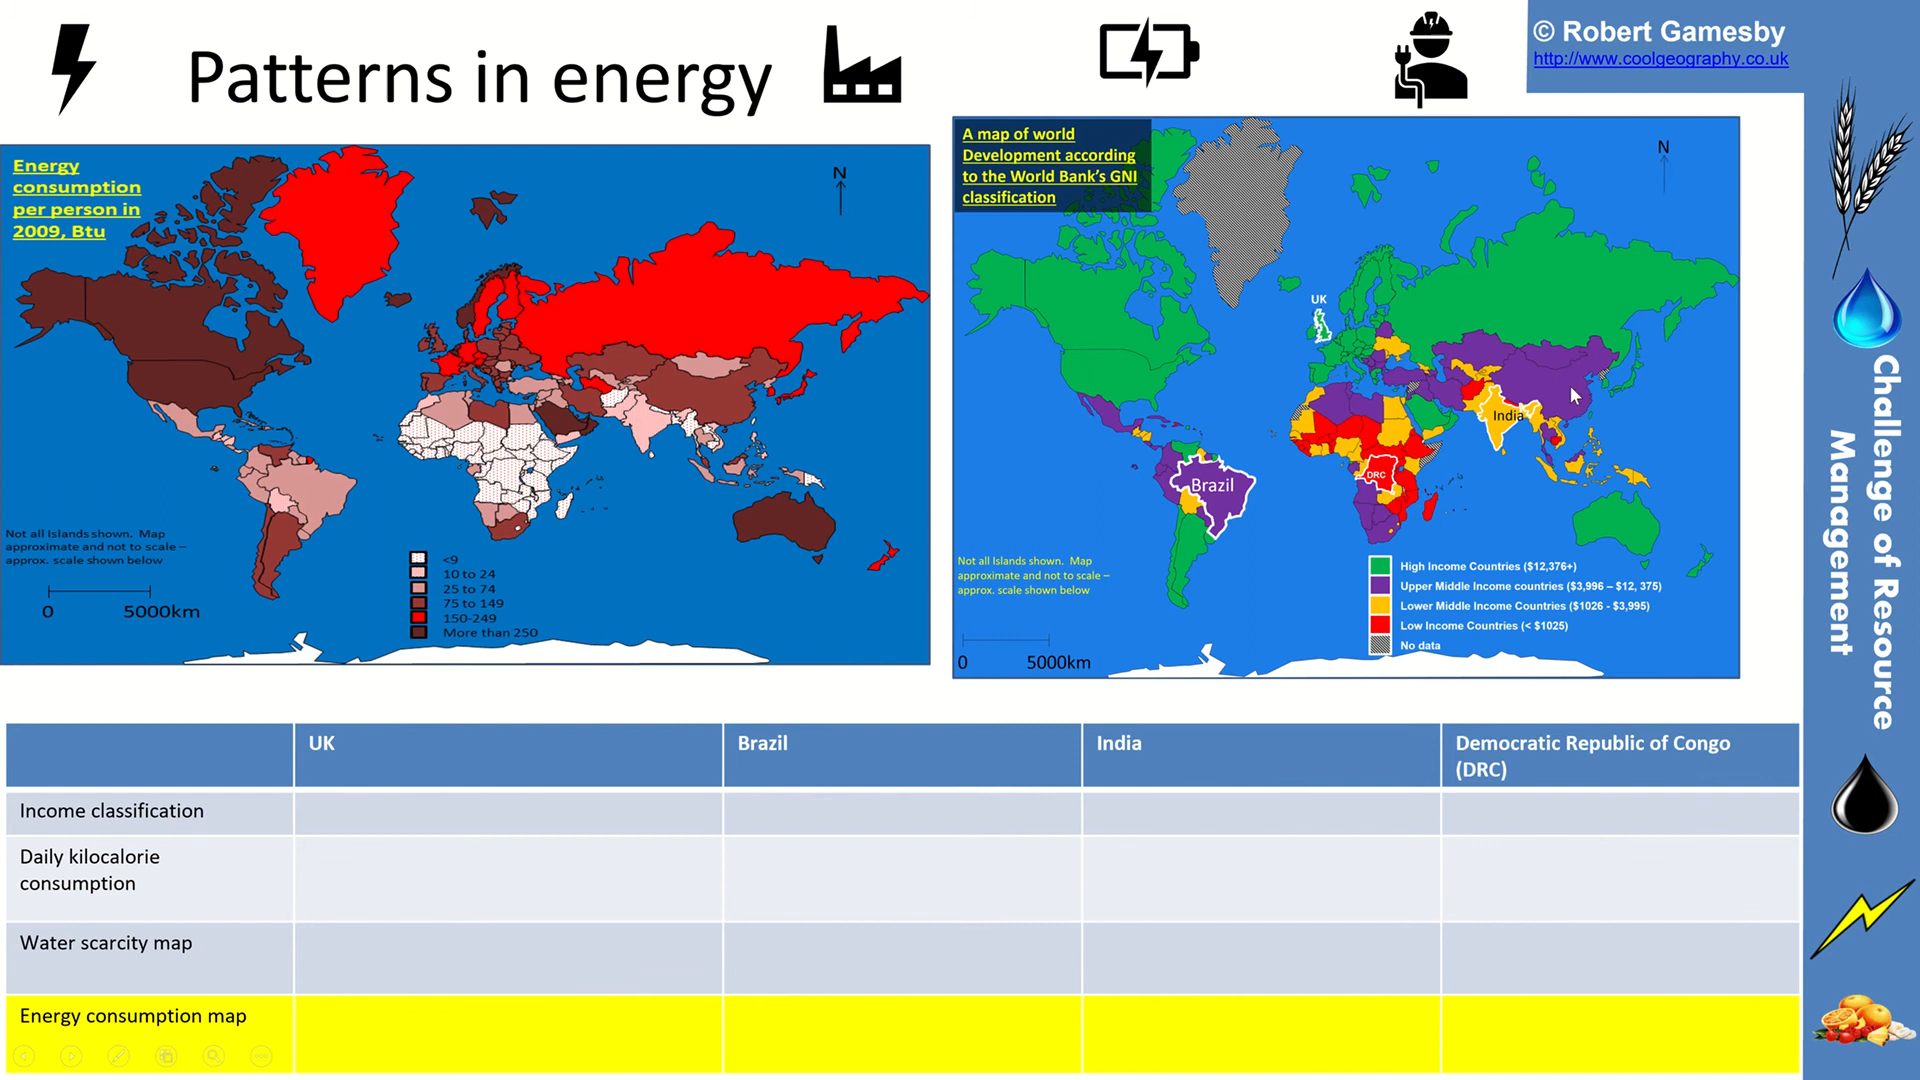 Patterns in energy
© Robert Gamesby
http://www.coolgeography.co.uk
Energy
consumption
per person in
2009, Btu
N
Not all Islands shown. Map
approximate and not to scale –
approx. scale shown below
0 5000km
<9
10 to 24
25 to 74
75 to 149
150-249
More than 250
A map of world
Development according
to the World Bank's GNI
classification
N
UK
India
DRC
Brazil
Not all Islands shown. Map
approximate and not to scale –
approx. scale shown below
0 5000km
High Income Countries ($12,376+)
Upper Middle Income countries ($3,996 – $12, 375)
Lower Middle Income Countries ($1026 - $3,995)
Low Income Countries (< $1025)
No data
Challenge of Resource
Management
UK
Brazil
India
Democratic Republic of Congo
(DRC)
Income classification
Daily kilocalorie
consumption
Water scarcity map
Energy consumption map